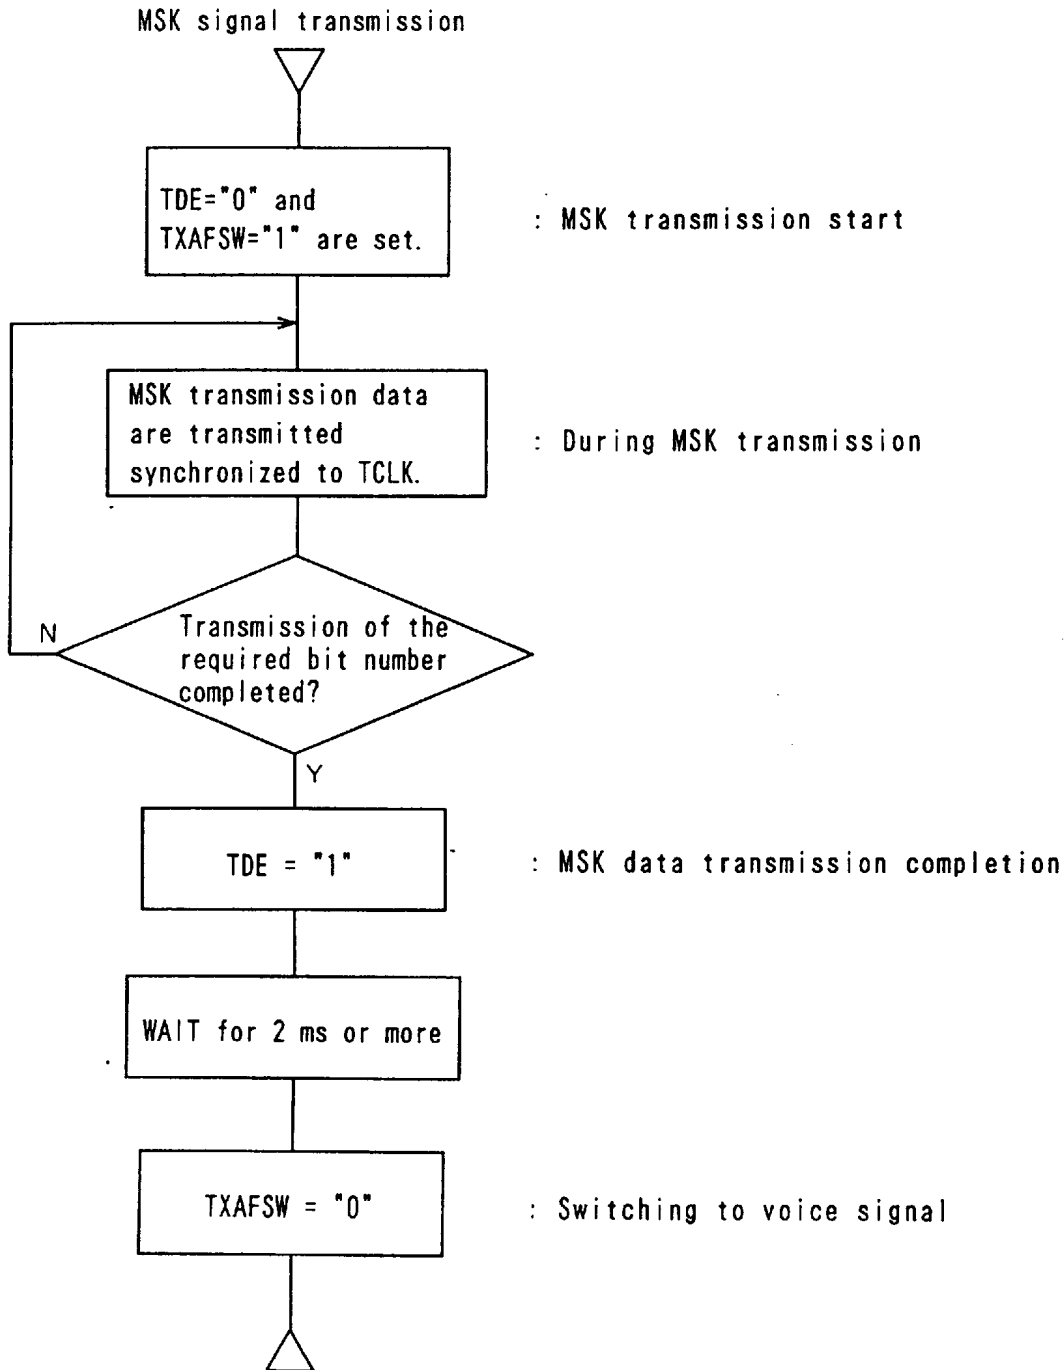 MSK signal transmission
TDE="0" and
TXAFSW="1" are set.
: MSK transmission start
MSK transmission data
are transmitted
synchronized to TCLK.
: During MSK transmission
N
Transmission of the
required bit number
completed?
Y
TDE = "1"
: MSK data transmission completion
WAIT for 2 ms or more
TXAFSW = "0"
: Switching to voice signal